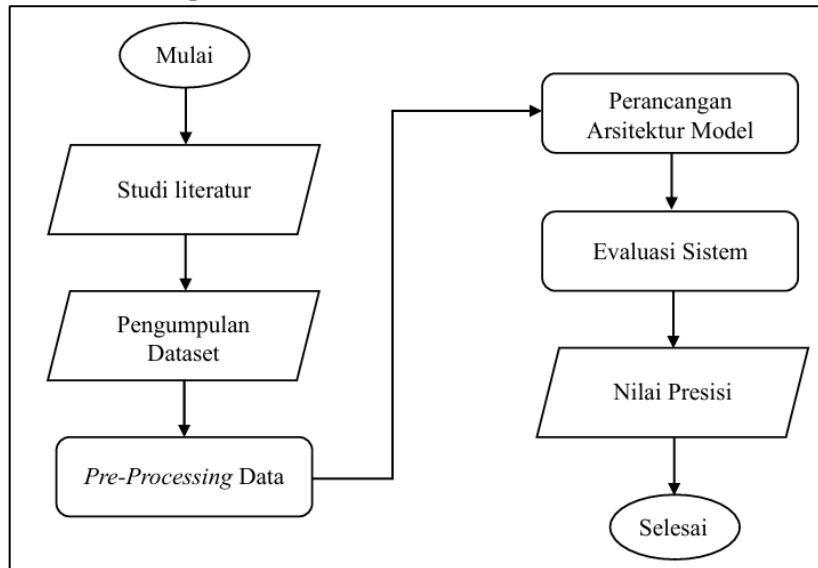 Mulai
Studi literatur
Pengumpulan
Dataset
Pre-Processing Data
Perancangan
Arsitektur Model
Evaluasi Sistem
Nilai Presisi
Selesai